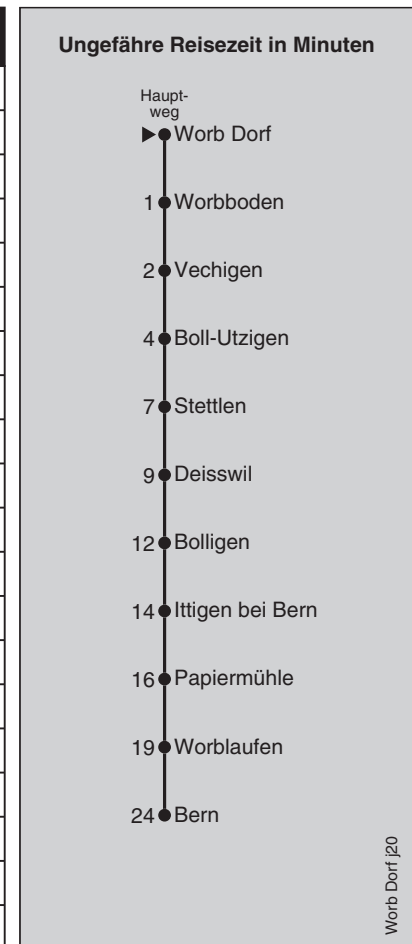 Ungefähre Reisezeit in Minuten
Haupt-
weg
Worb Dorf
1 Worbboden
2 Vechigen
4 Boll-Utzigen
7 Stettlen
9 Deisswil
12 Bolligen
14 Ittigen bei Bern
16 Papiermühle
19 Worblaufen
24 Bern
Worb Dorf j20